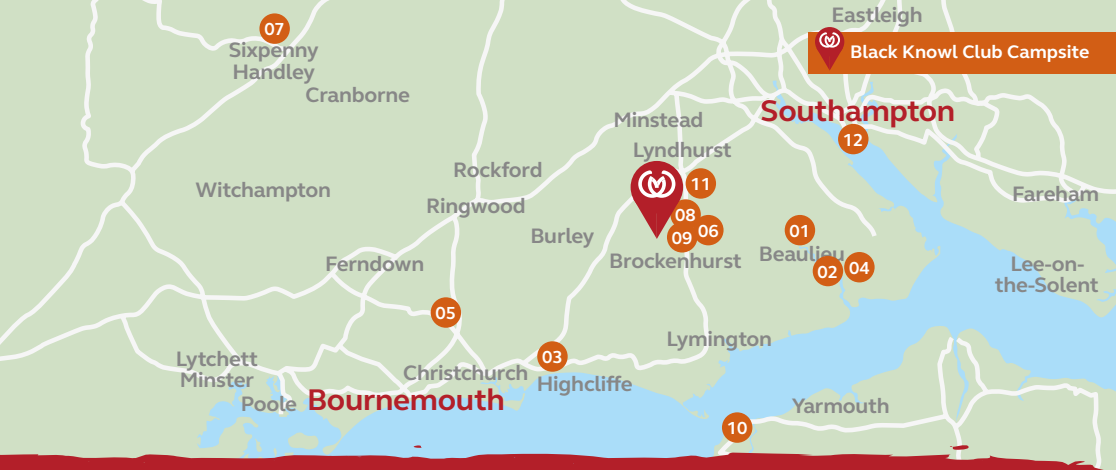 Eastleigh
07
Black Knowl Club Campsite
Sixpenny
Handley
Cranborne
Southampton
Minstead
12
Lyndhurst
Rockford
11
Witchampton
Fareham
Ringwood
08
06
01
Burley
09
Beaulieu
Brockenhurst
Ferndown
02
04
Lee-on-
the-Solent
05
Lymington
03
Lytchett
Minster
Christchurch
Highcliffe
Poole
Bournemouth
Yarmouth
10